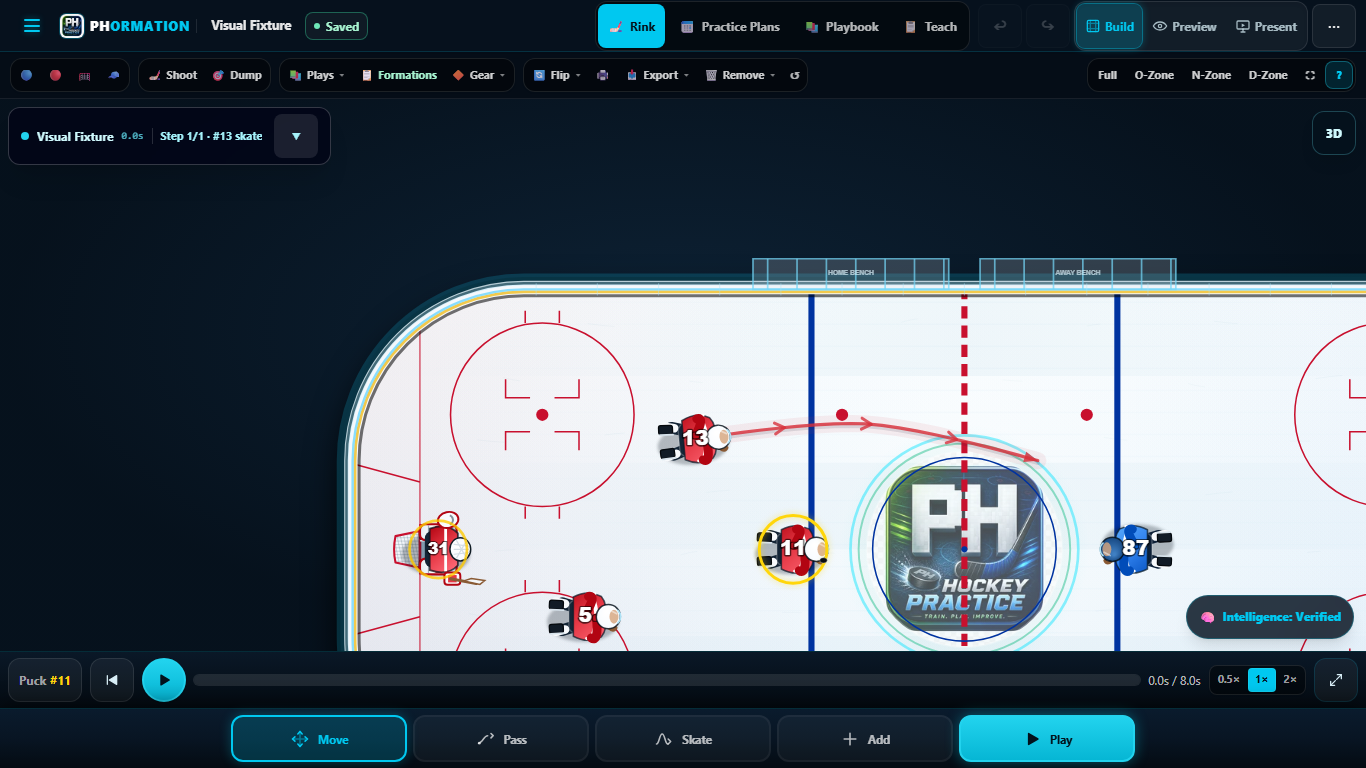 PH PHORMATION Visual Fixture Saved Rink Practice Plans Playbook Teach Build Preview Present ...
Shoot Dump Plays Formations Gear Flip Export Remove Full O-Zone N-Zone D-Zone ?
Visual Fixture 0.0s Step 1/1 · #13 skate 3D
HOME BENCH AWAY BENCH
13
PH
31
11
87
PH
HOCKEY
PRACTICE
TRAIN. PLAY. IMPROVE.
5
Intelligence: Verified
Puck #11 0.0s / 8.0s 0.5× 1× 2×
Move Pass Skate Add Play